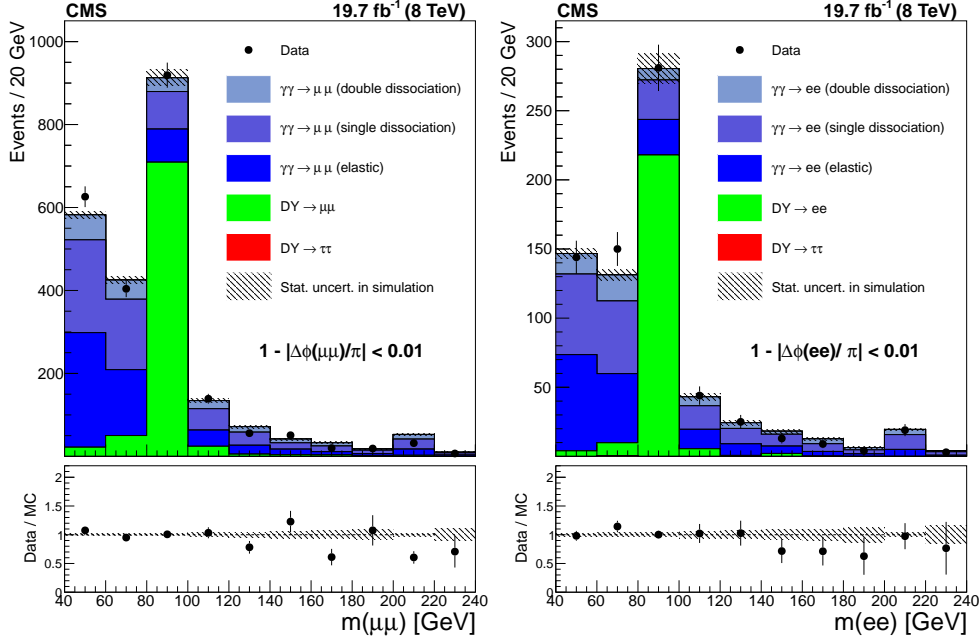 CMS 19.7 fb⁻¹ (8 TeV)
Events / 20 GeV
1000
800
600
400
200
Data
γγ → μ μ (double dissociation)
γγ → μ μ (single dissociation)
γγ → μ μ (elastic)
DY → μμ
DY → ττ
Stat. uncert. in simulation
1 - |Δϕ(μμ)/π| < 0.01
Data / MC
2
1.5
1
0.5
0
40 60 80 100 120 140 160 180 200 220 240
m(μμ) [GeV]
CMS 19.7 fb⁻¹ (8 TeV)
Events / 20 GeV
300
250
200
150
100
50
Data
γγ → ee (double dissociation)
γγ → ee (single dissociation)
γγ → ee (elastic)
DY → ee
DY → ττ
Stat. uncert. in simulation
1 - |Δϕ(ee)/ π| < 0.01
Data / MC
2
1.5
1
0.5
0
40 60 80 100 120 140 160 180 200 220 240
m(ee) [GeV]